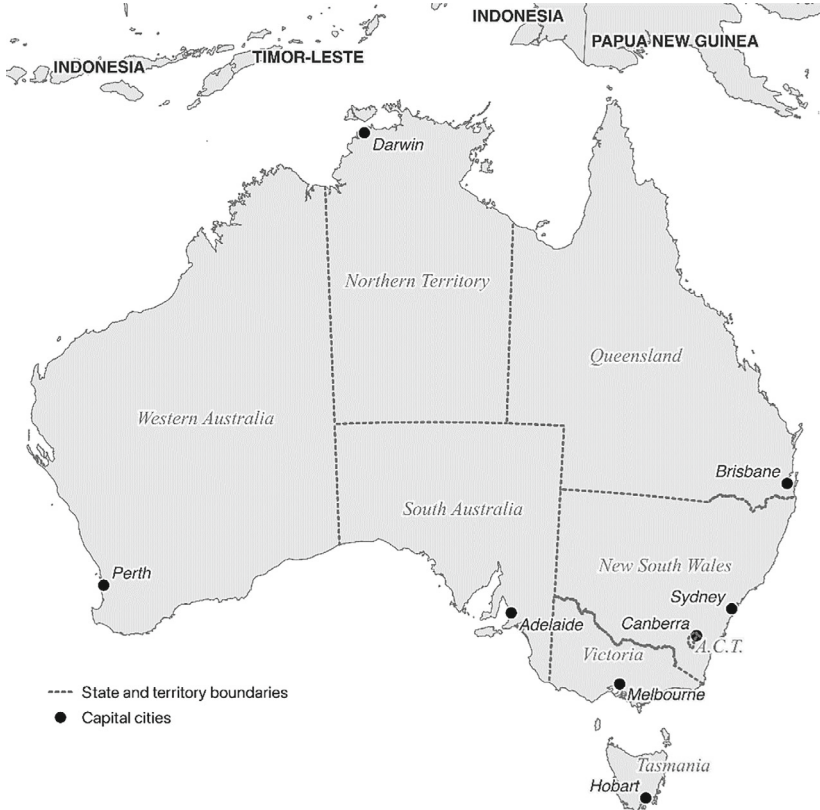 INDONESIA
PAPUA NEW GUINEA
TIMOR-LESTE
INDONESIA
Darwin
Northern Territory
Queensland
Western Australia
Brisbane
South Australia
New South Wales
Perth
Sydney
Adelaide
Canberra
A.C.T.
Victoria
Melbourne
State and territory boundaries
Capital cities
Tasmania
Hobart